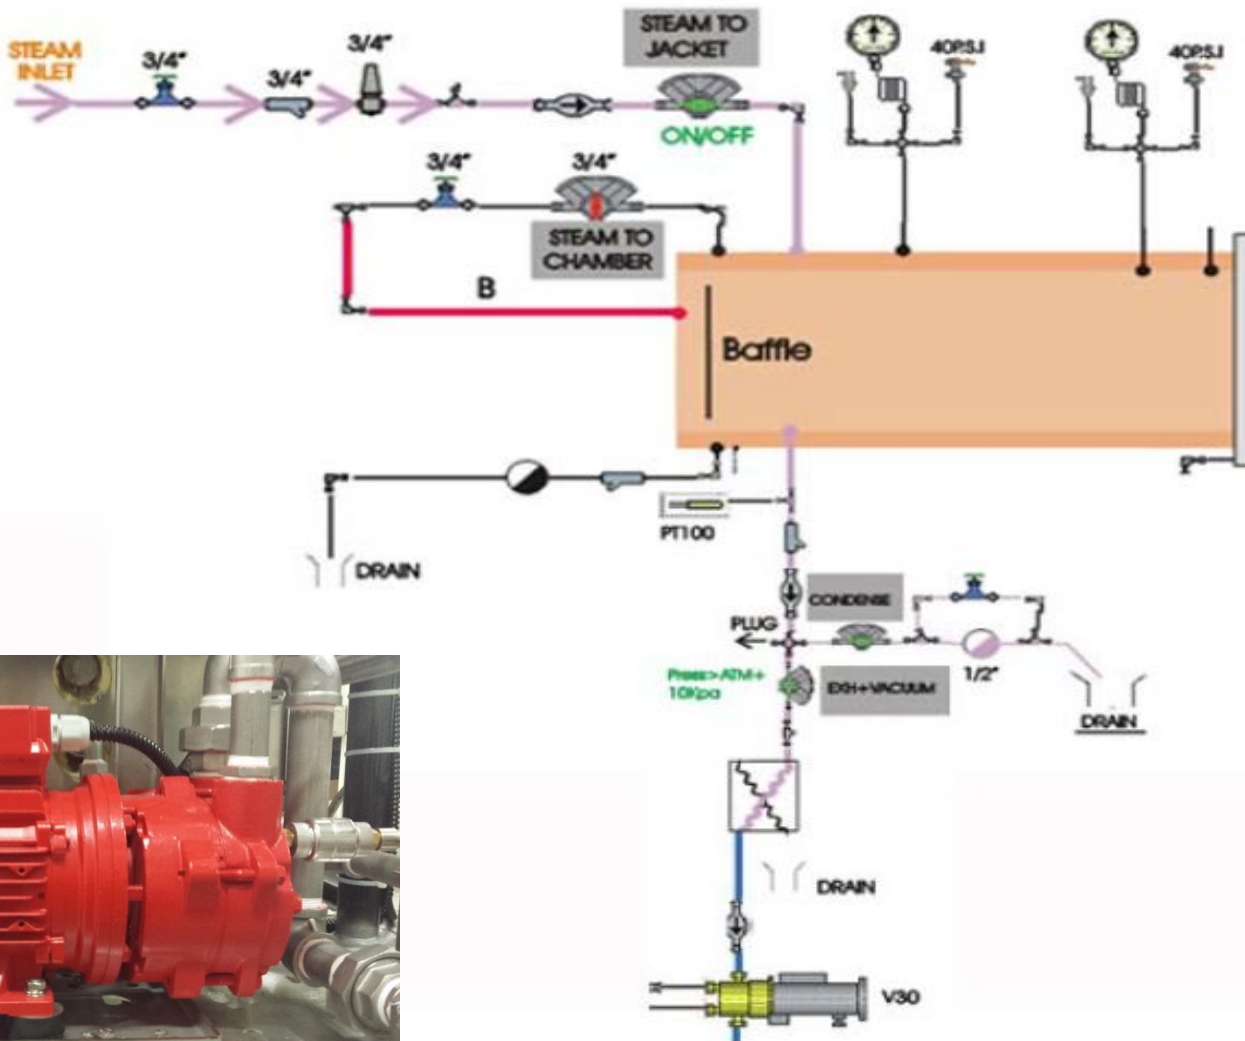 STEAM
INLET
3/4"
3/4"
3/4"
STEAM TO
JACKET
ON/OFF
40P.S.I
40P.S.I
3/4"
3/4"
STEAM TO
CHAMBER
B
Baffle
PT100
DRAIN
CONDENSE
PLUG
1/2"
Press>ATM+
10Kpa
EXH+VACUUM
DRAIN
DRAIN
V30